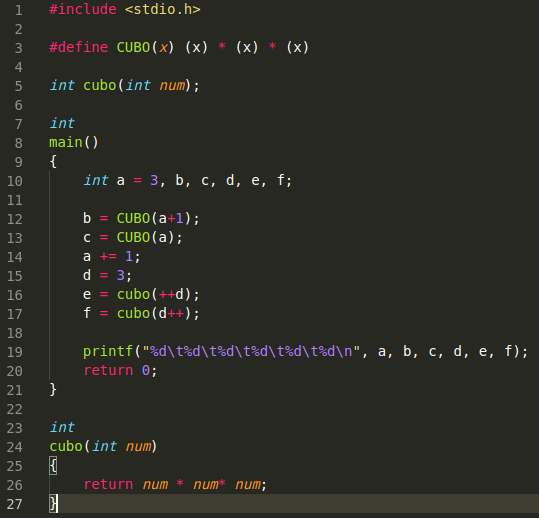 1 #include <stdio.h>
2
3 #define CUBO(x) (x) * (x) * (x)
4
5 int cubo(int num);
6
7 int
8 main()
9 {
10     int a = 3, b, c, d, e, f;
11
12     b = CUBO(a+1);
13     c = CUBO(a);
14     a += 1;
15     d = 3;
16     e = cubo(++d);
17     f = cubo(d++);
18
19     printf("%d\t%d\t%d\t%d\t%d\t%d\n", a, b, c, d, e, f);
20     return 0;
21 }
22
23 int
24 cubo(int num)
25 {
26     return num * num* num;
27 }